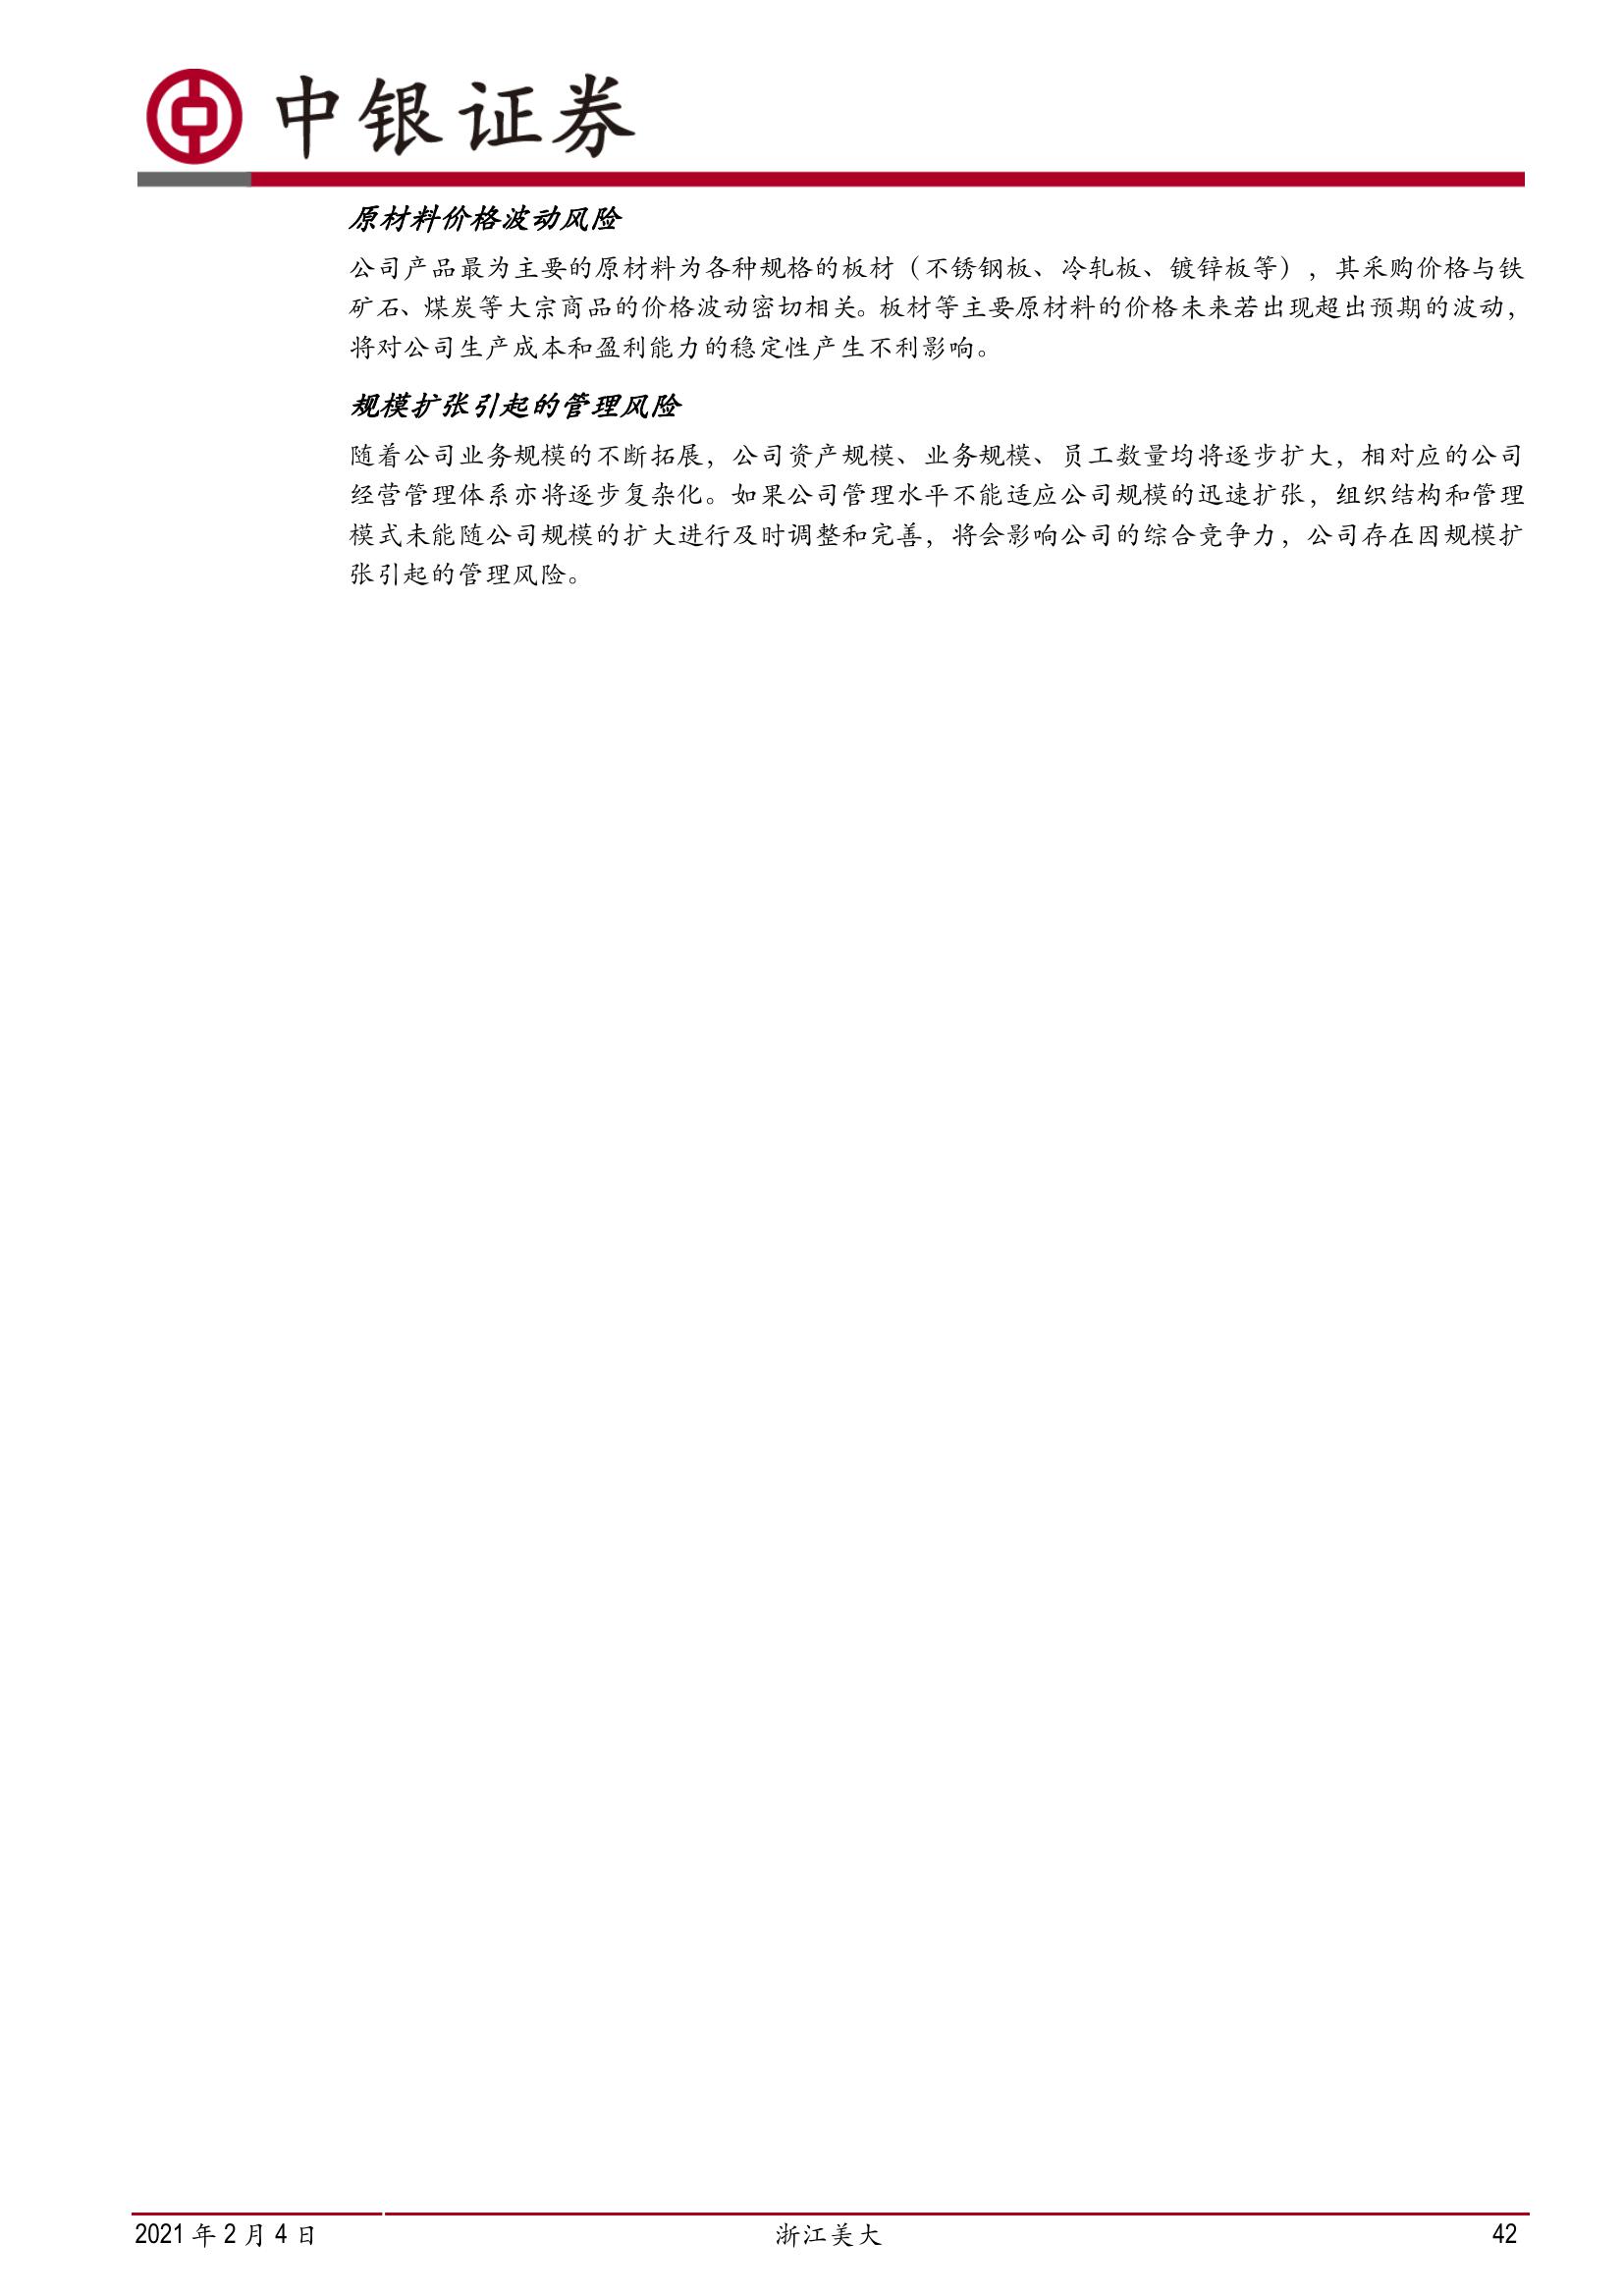 中银证券
原材料价格波动风险
公司产品最为主要的原材料为各种规格的板材（不锈钢板、冷轧板、镀锌板等），其采购价格与铁
矿石、煤炭等大宗商品的价格波动密切相关。板材等主要原材料的价格未来若出现超出预期的波动，
将对公司生产成本和盈利能力的稳定性产生不利影响。
规模扩张引起的管理风险
随着公司业务规模的不断拓展，公司资产规模、业务规模、员工数量均将逐步扩大，相对应的公司
经营管理体系亦将逐步复杂化。如果公司管理水平不能适应公司规模的迅速扩张，组织结构和管理
模式未能随公司规模的扩大进行及时调整和完善，将会影响公司的综合竞争力，公司存在因规模扩
张引起的管理风险。
2021 年 2 月 4 日 浙江美大 42